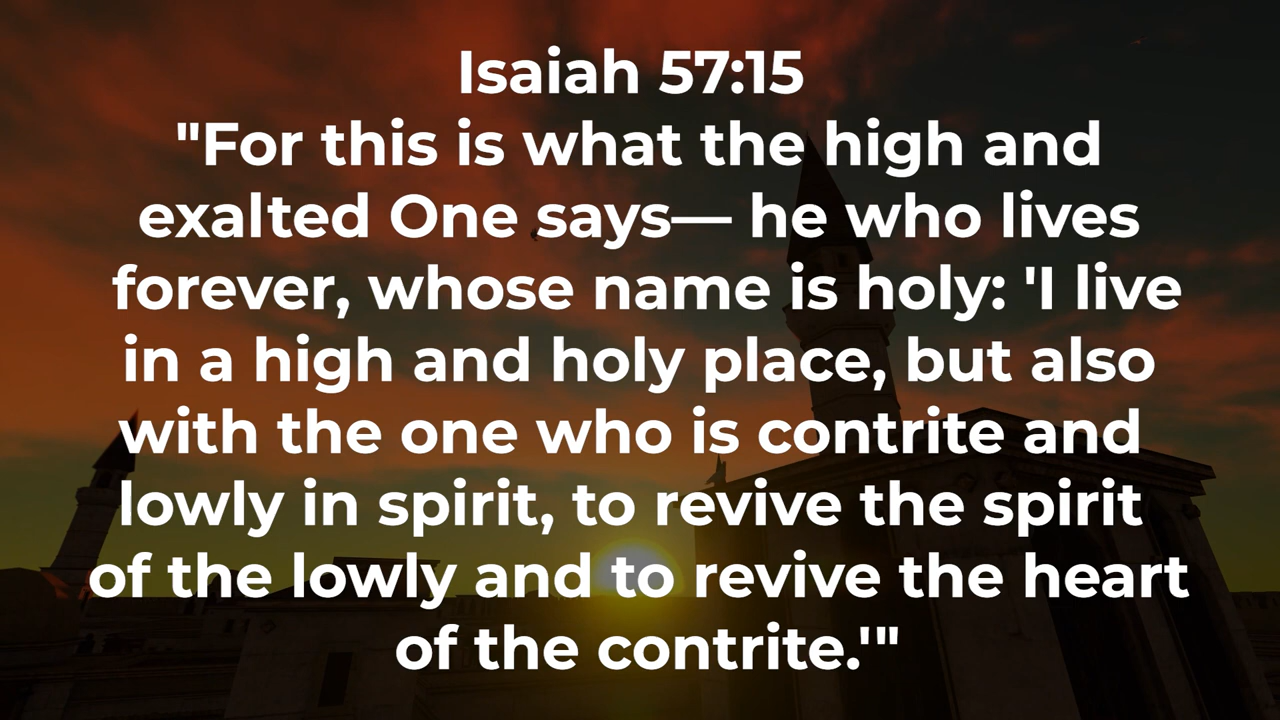 Isaiah 57:15
"For this is what the high and
exalted One says— he who lives
forever, whose name is holy: 'I live
in a high and holy place, but also
with the one who is contrite and
lowly in spirit, to revive the spirit
of the lowly and to revive the heart
of the contrite.'"